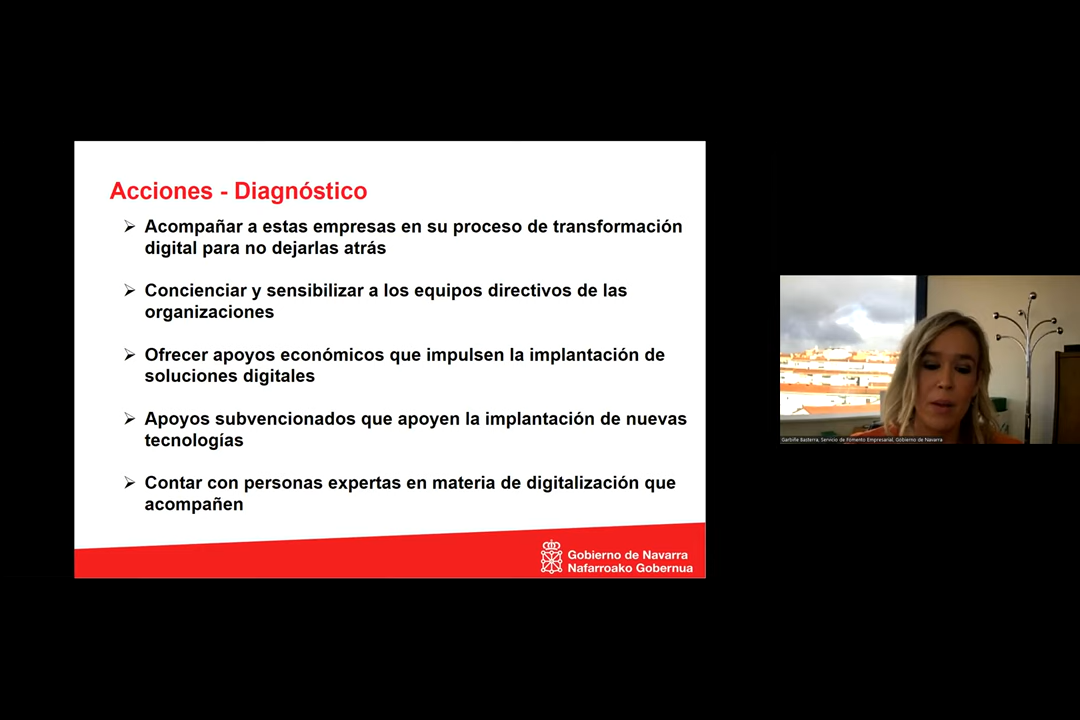 Acciones - Diagnóstico
Acompañar a estas empresas en su proceso de transformación
digital para no dejarlas atrás
Concienciar y sensibilizar a los equipos directivos de las
organizaciones
Ofrecer apoyos económicos que impulsen la implantación de
soluciones digitales
Apoyos subvencionados que apoyen la implantación de nuevas
tecnologías
Contar con personas expertas en materia de digitalización que
acompañen
Gobierno de Navarra
Nafarroako Gobernua
Garbiñe Basterra, Servicio de Fomento Empresarial, Gobierno de Navarra